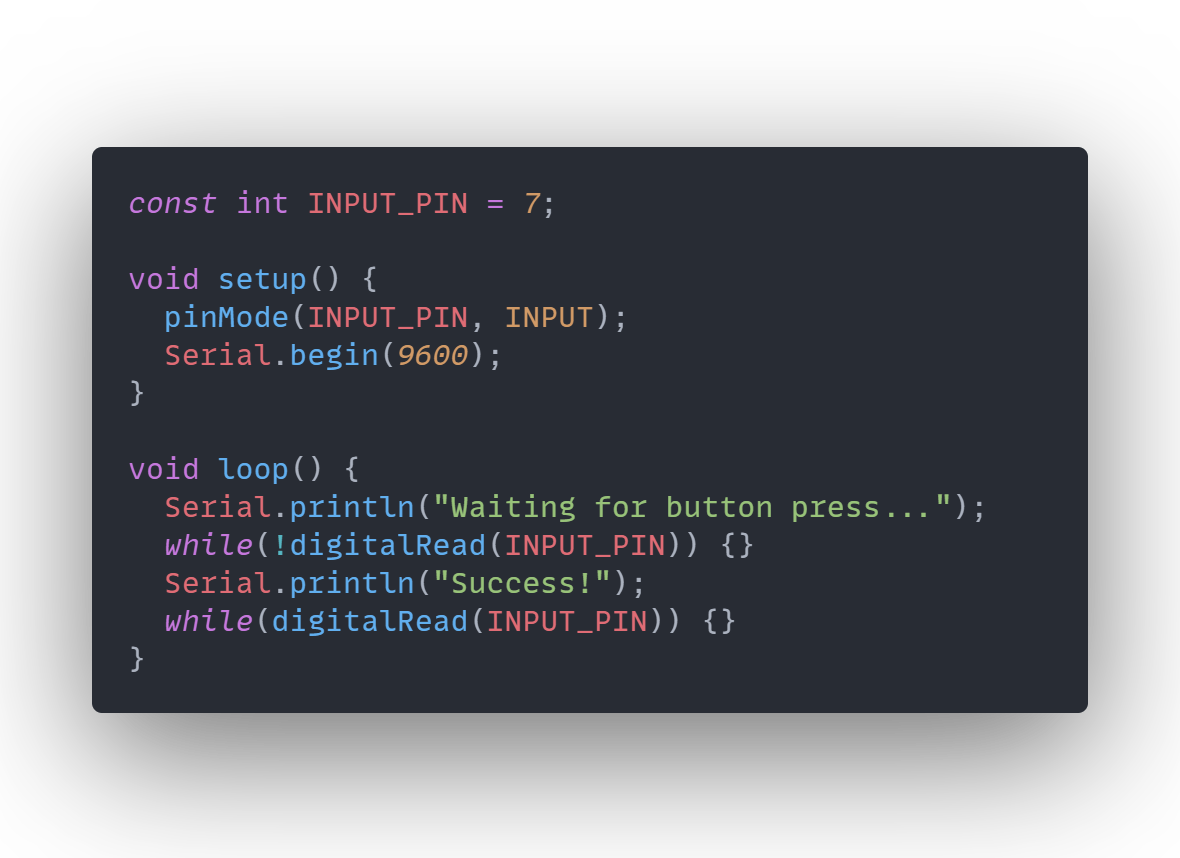 const int INPUT_PIN = 7;

void setup() {
  pinMode(INPUT_PIN, INPUT);
  Serial.begin(9600);
}

void loop() {
  Serial.println("Waiting for button press...");
  while(!digitalRead(INPUT_PIN)) {}
  Serial.println("Success!");
  while(digitalRead(INPUT_PIN)) {}
}